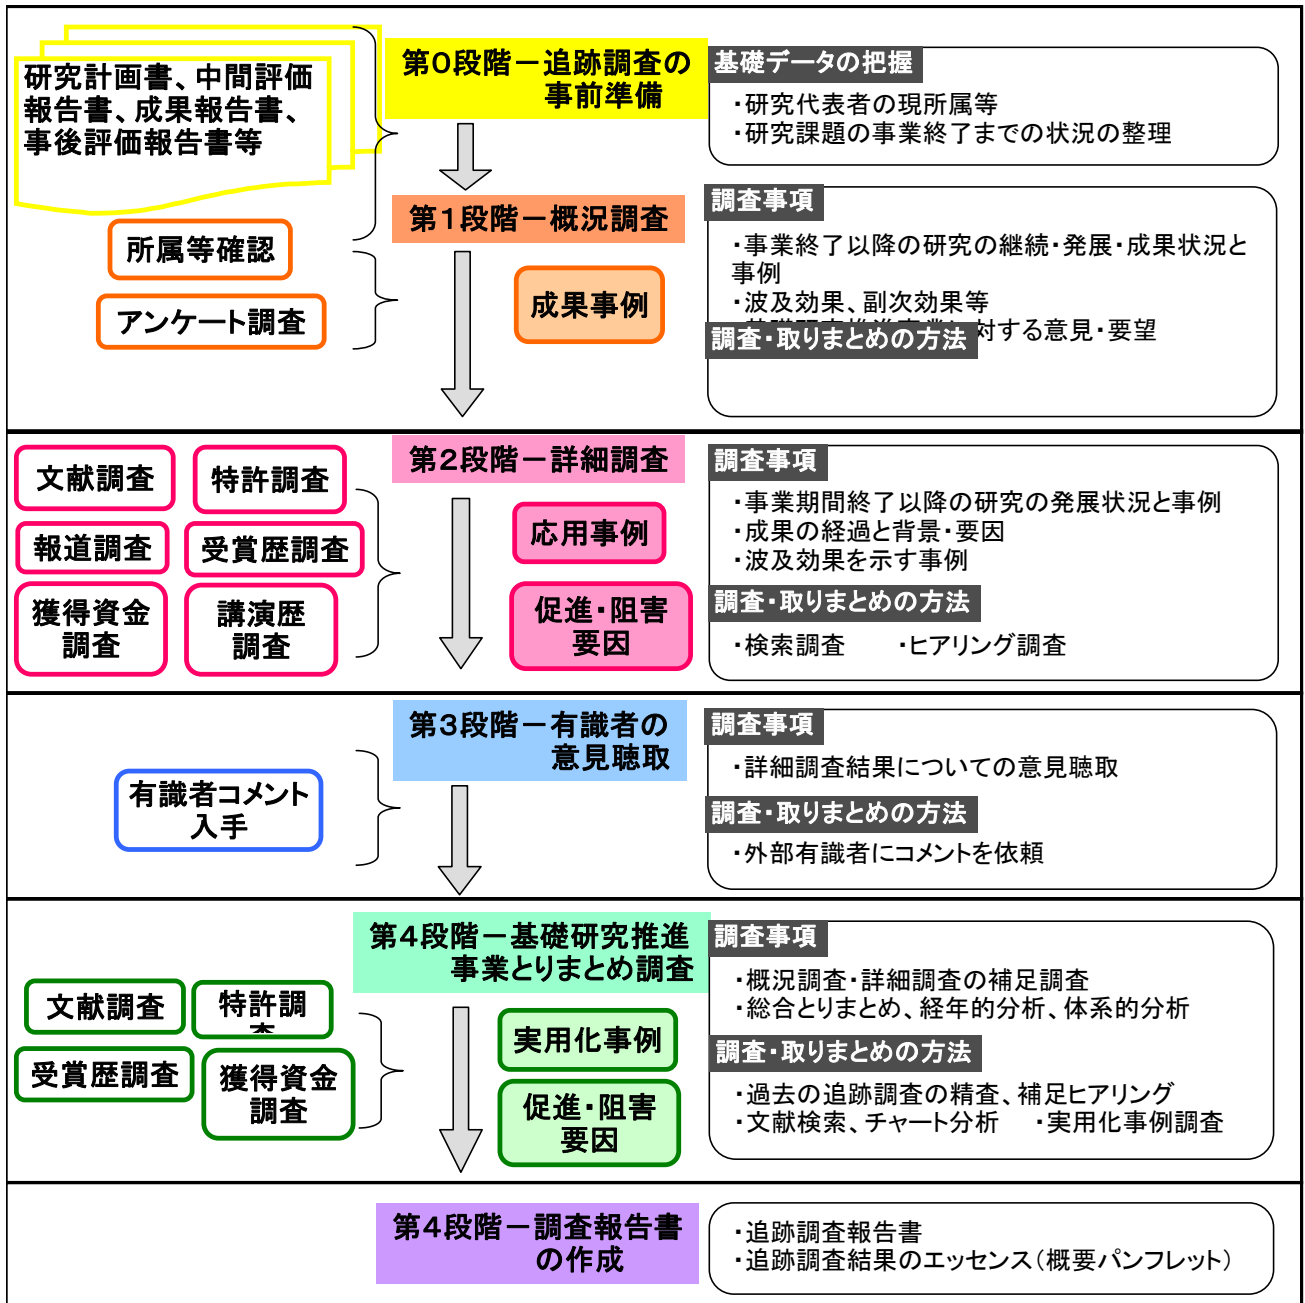 研究計画書、中間評価
報告書、成果報告書、
事後評価報告書等
第０段階－追跡調査の
事前準備
基礎データの把握
・研究代表者の現所属等
・研究課題の事業終了までの状況の整理
所属等確認
アンケート調査
第１段階－概況調査
成果事例
調査事項
・事業終了以降の研究の継続・発展・成果状況と
事例
・波及効果、副次効果等
対する意見・要望
調査・取りまとめの方法
文献調査
特許調査
報道調査
受賞歴調査
獲得資金
調査
講演歴
調査
第２段階－詳細調査
応用事例
促進・阻害
要因
調査事項
・事業期間終了以降の研究の発展状況と事例
・成果の経過と背景・要因
・波及効果を示す事例
調査・取りまとめの方法
・検索調査　　・ヒアリング調査
有識者コメント
入手
第３段階－有識者の
意見聴取
調査事項
・詳細調査結果についての意見聴取
調査・取りまとめの方法
・外部有識者にコメントを依頼
文献調査
特許調
受賞歴調査
獲得資金
調査
第４段階－基礎研究推進
事業とりまとめ調査
実用化事例
促進・阻害
要因
調査事項
・概況調査・詳細調査の補足調査
・総合とりまとめ、経年的分析、体系的分析
調査・取りまとめの方法
・過去の追跡調査の精査、補足ヒアリング
・文献検索、チャート分析　　・実用化事例調査
第４段階－調査報告書
の作成
・追跡調査報告書
・追跡調査結果のエッセンス（概要パンフレット）